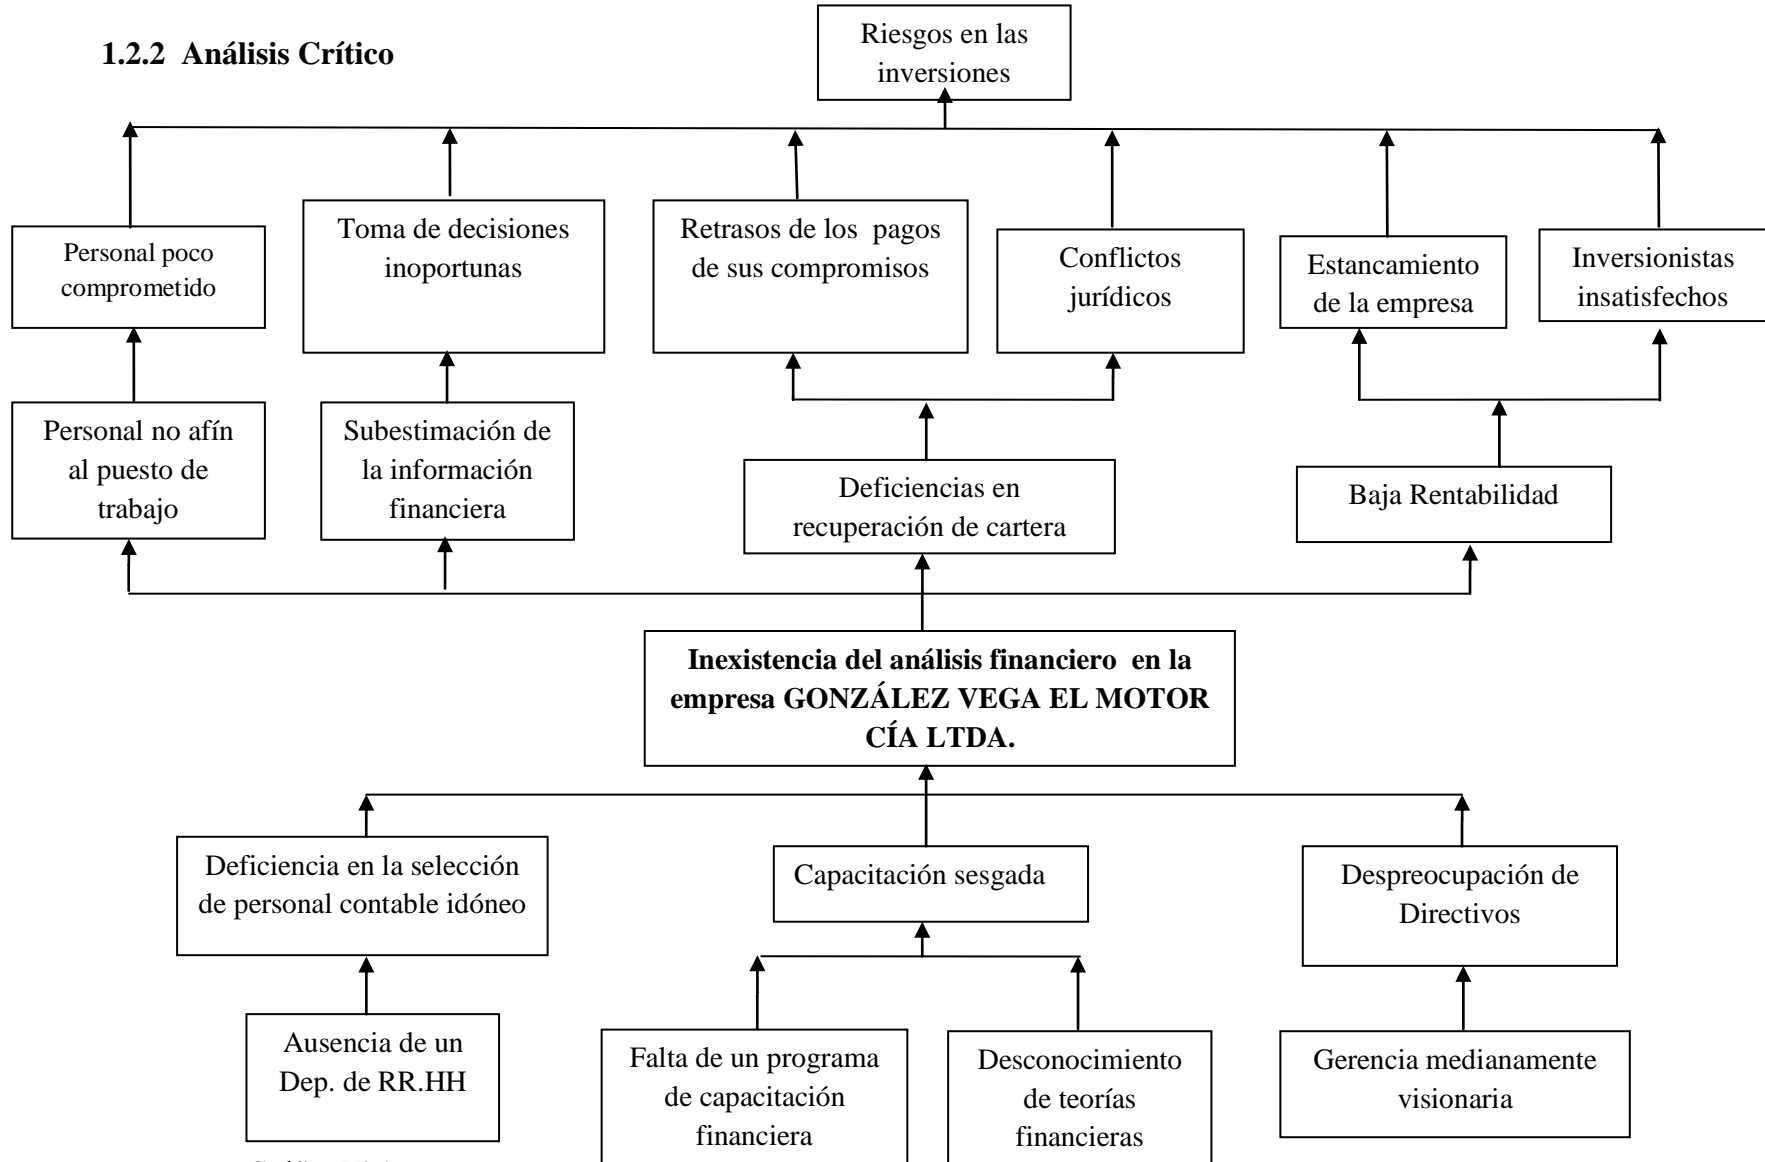 1.2.2 Análisis Crítico
Riesgos en las
inversiones
Personal poco
comprometido
Toma de decisiones
inoportunas
Retrasos de los pagos
de sus compromisos
Conflictos
jurídicos
Estancamiento
de la empresa
Inversionistas
insatisfechos
Personal no afín
al puesto de
trabajo
Subestimación de
la información
financiera
Deficiencias en
recuperación de cartera
Baja Rentabilidad
Inexistencia del análisis financiero en la
empresa GONZÁLEZ VEGA EL MOTOR
CÍA LTDA.
Deficiencia en la selección
de personal contable idóneo
Capacitación sesgada
Despreocupación de
Directivos
Ausencia de un
Dep. de RR.HH
Falta de un programa
de capacitación
financiera
Desconocimiento
de teorías
financieras
Gerencia medianamente
visionaria